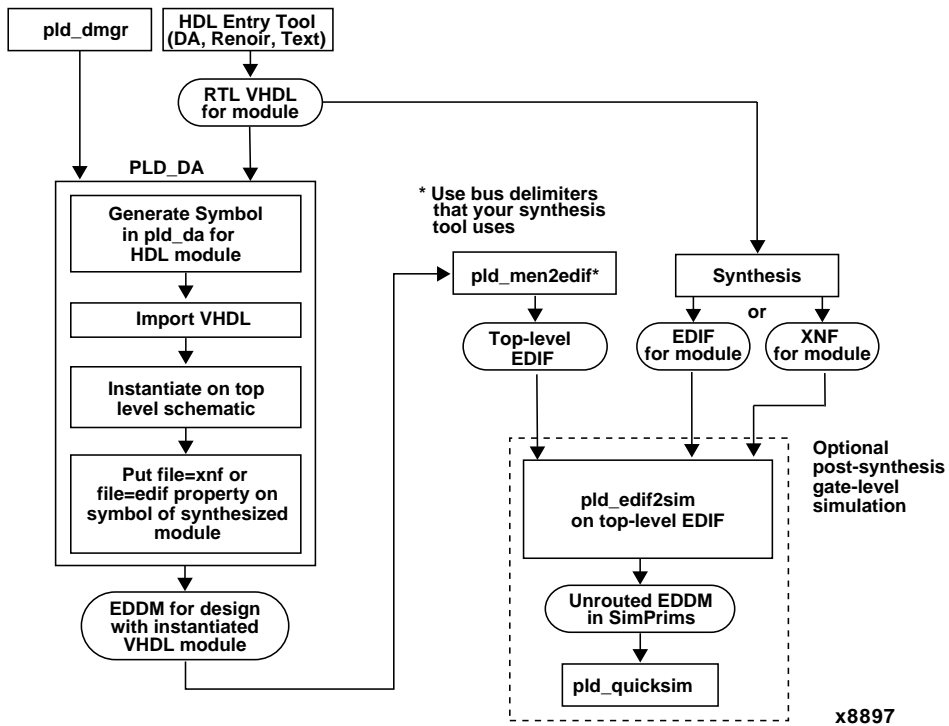 pld_dmgr
HDL Entry Tool
(DA, Renoir, Text)
RTL VHDL
for module
PLD_DA
Generate Symbol
in pld_da for
HDL module
Import VHDL
Instantiate on top
level schematic
Put file=xnf or
file=edif property on
symbol of synthesized
module
EDDM for design
with instantiated
VHDL module
* Use bus delimiters
that your synthesis
tool uses
pld_men2edif*
Top-level
EDIF
Synthesis
or
EDIF
for module
XNF
for module
Optional
post-synthesis
gate-level
simulation
pld_edif2sim
on top-level EDIF
Unrouted EDDM
in SimPrims
pld_quicksim
x8897